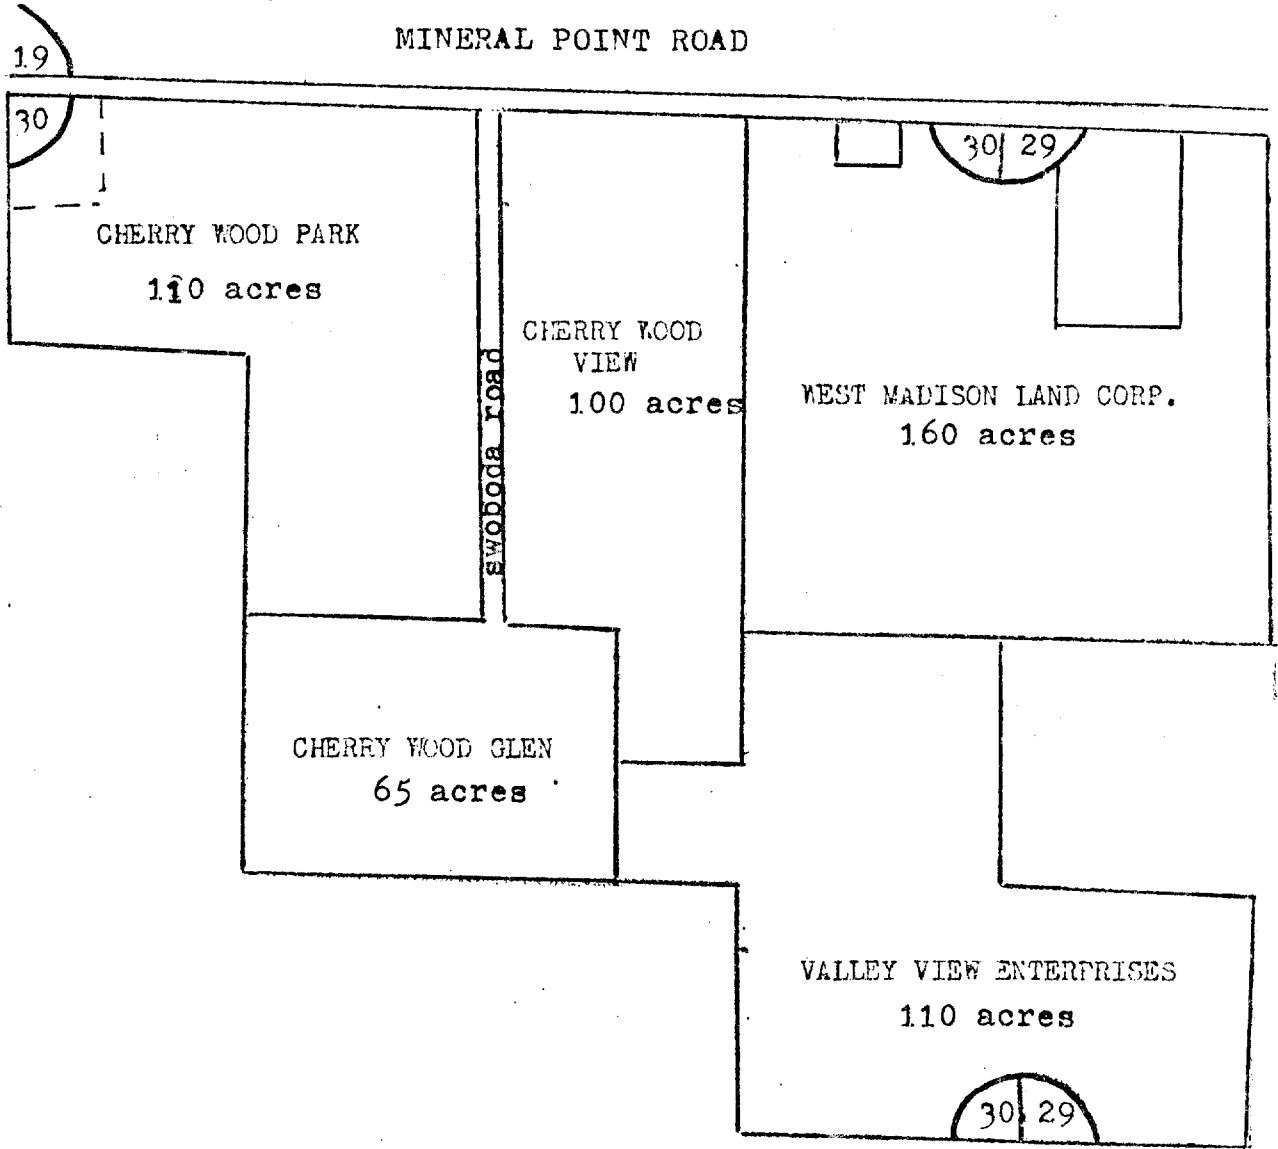 MINERAL POINT ROAD
19
30
30 29
CHERRY WOOD PARK
110 acres
CHERRY WOOD
VIEW
100 acres
swoboda road
WEST MADISON LAND CORP.
160 acres
CHERRY WOOD GLEN
65 acres
VALLEY VIEW ENTERPRISES
110 acres
30 29